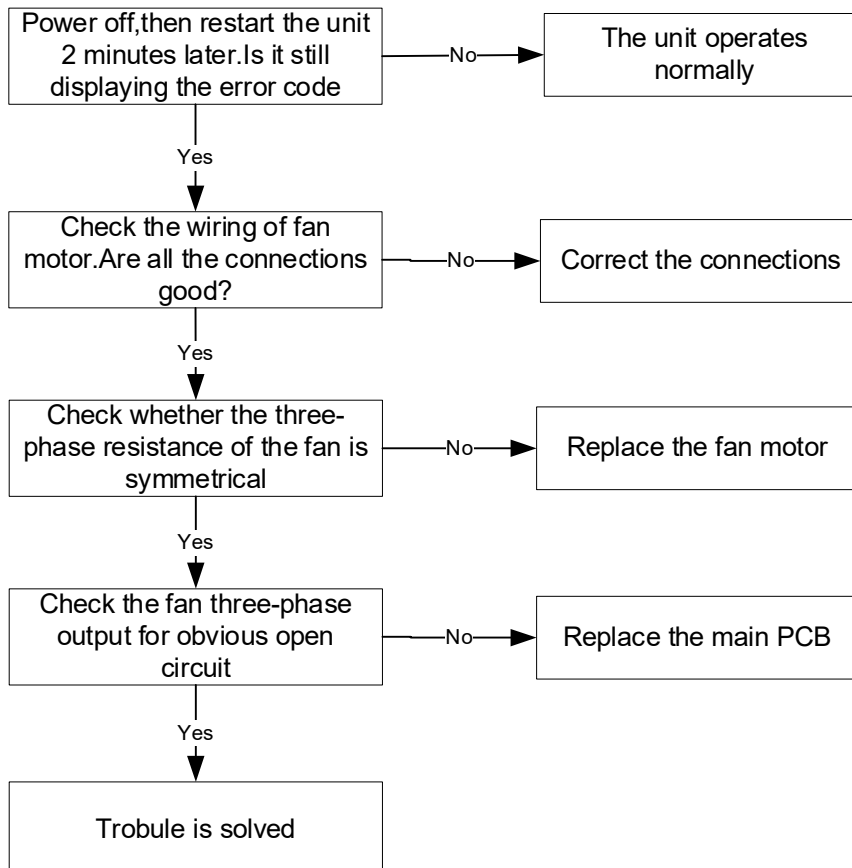 Power off,then restart the unit
2 minutes later.Is it still
displaying the error code
No
The unit operates
normally
Yes
Check the wiring of fan
motor.Are all the connections
good?
No
Correct the connections
Yes
Check whether the three-
phase resistance of the fan is
symmetrical
No
Replace the fan motor
Yes
Check the fan three-phase
output for obvious open
circuit
No
Replace the main PCB
Yes
Trobule is solved